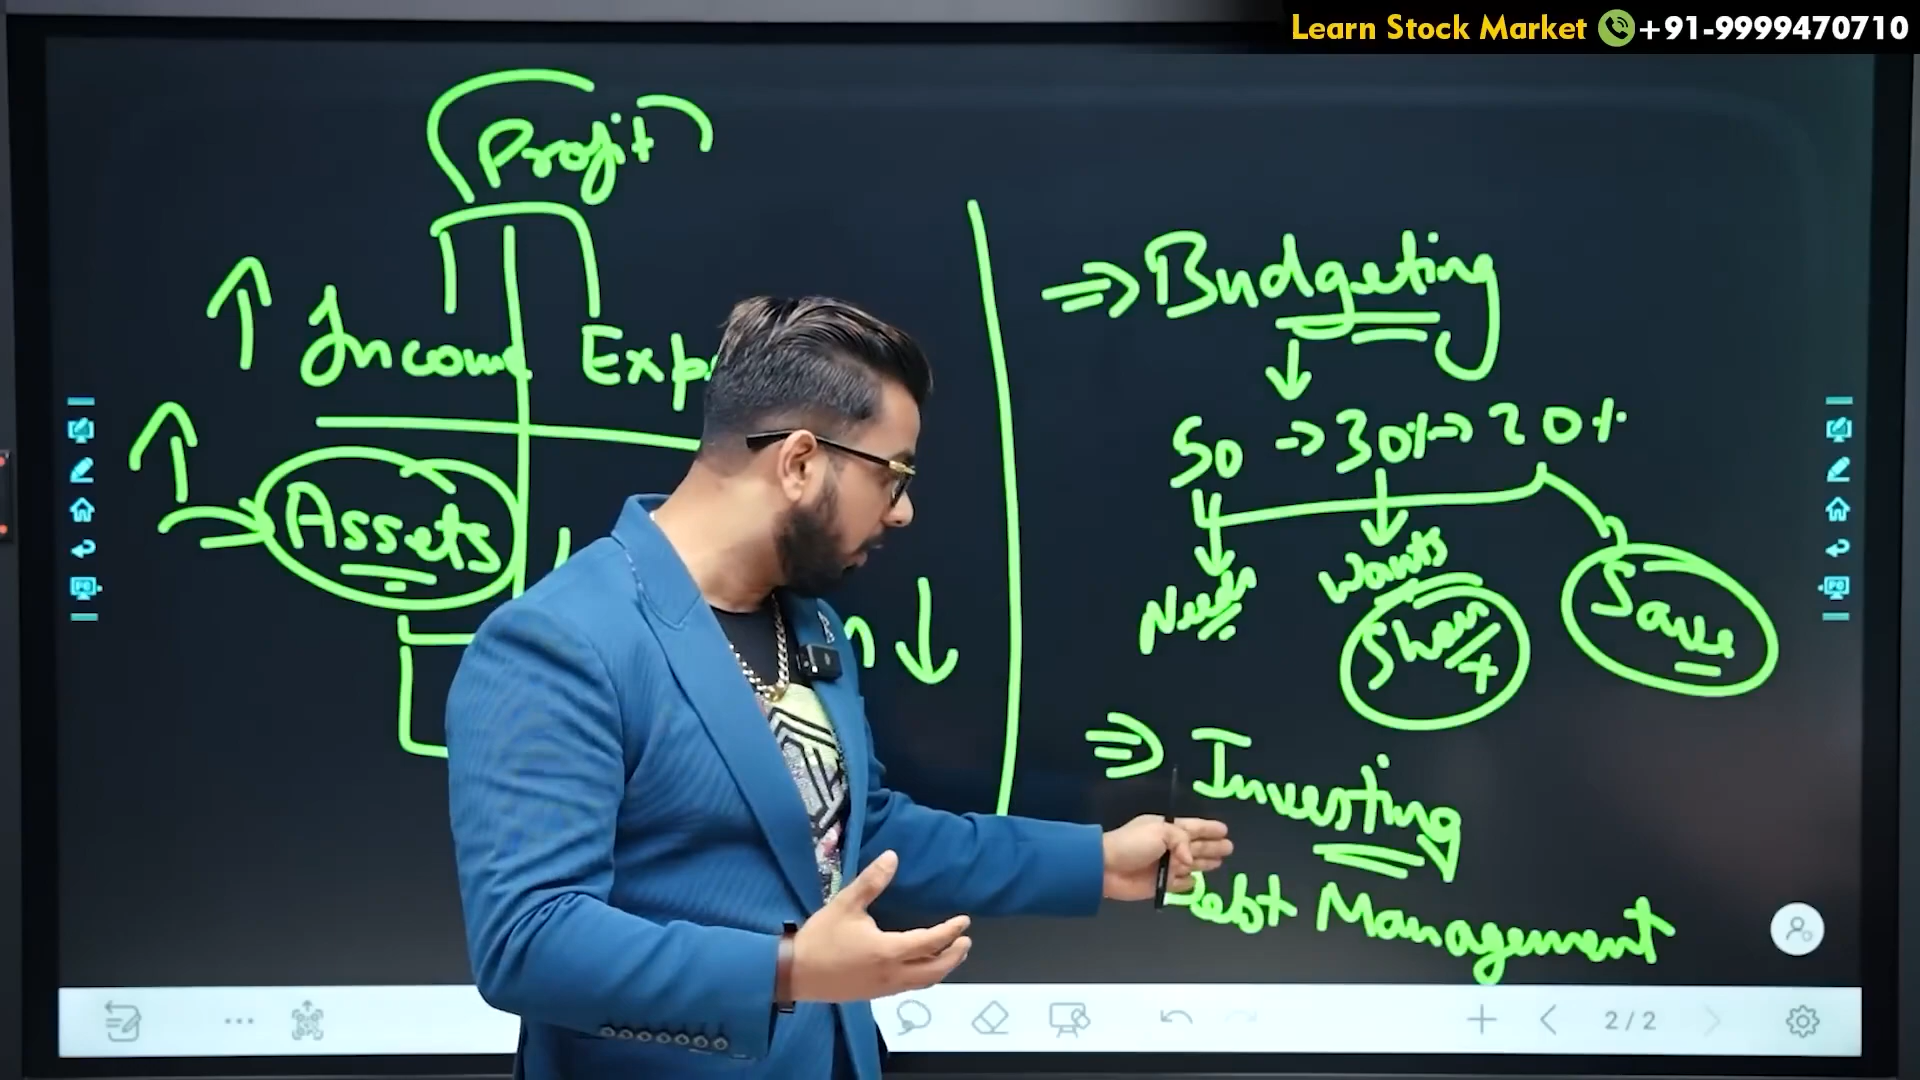 Learn Stock Market +91-9999470710
Profit
Income
Exp
Assets
Budgeting
50 → 30% → 20%
Needs
Wants
Save
Investing
Debt Management
2/2